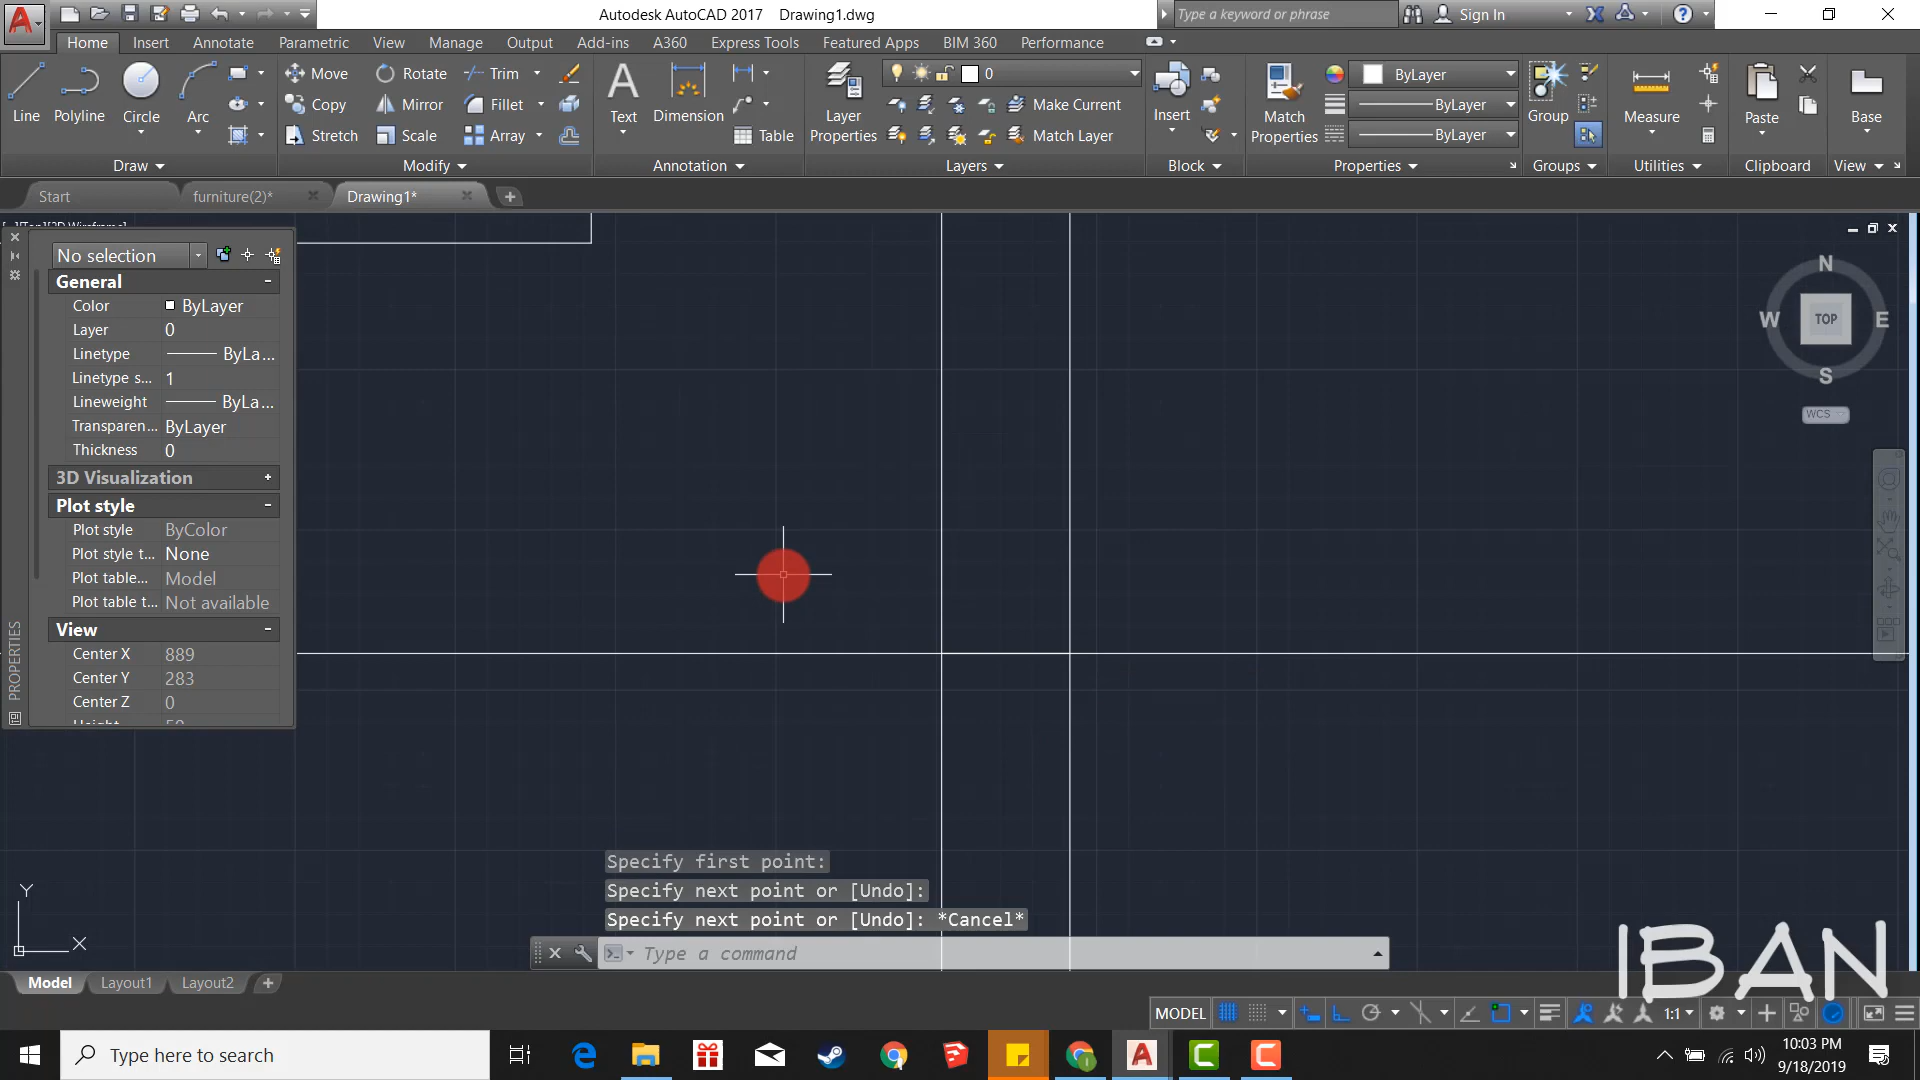 Autodesk AutoCAD 2017 Drawing1.dwg
Type a keyword or phrase
Sign In
Home Insert Annotate Parametric View Manage Output Add-ins A360 Express Tools Featured Apps BIM 360 Performance
Line Polyline Circle Arc
Move Rotate Trim
Copy Mirror Fillet
Stretch Scale Array
Text Dimension Table
Layer Properties
0
Make Current
Match Layer
Insert
Match Properties
ByLayer
ByLayer
ByLayer
Group
Measure
Paste
Base
Draw Modify Annotation Layers Block Properties Groups Utilities Clipboard View
Start furniture(2)* Drawing1*
No selection
General
Color ByLayer
Layer 0
Linetype ByLa...
Linetype s... 1
Lineweight ByLa...
Transparen... ByLayer
Thickness 0
3D Visualization
Plot style
Plot style ByColor
Plot style t... None
Plot table... Model
Plot table t... Not available
View
Center X 889
Center Y 283
Center Z 0
PROPERTIES
N
W TOP E
S
WCS
Y
X
Specify first point:
Specify next point or [Undo]:
Specify next point or [Undo]: *Cancel*
Type a command
IBAN
Model Layout1 Layout2
MODEL 1:1
Type here to search
10:03 PM
9/18/2019